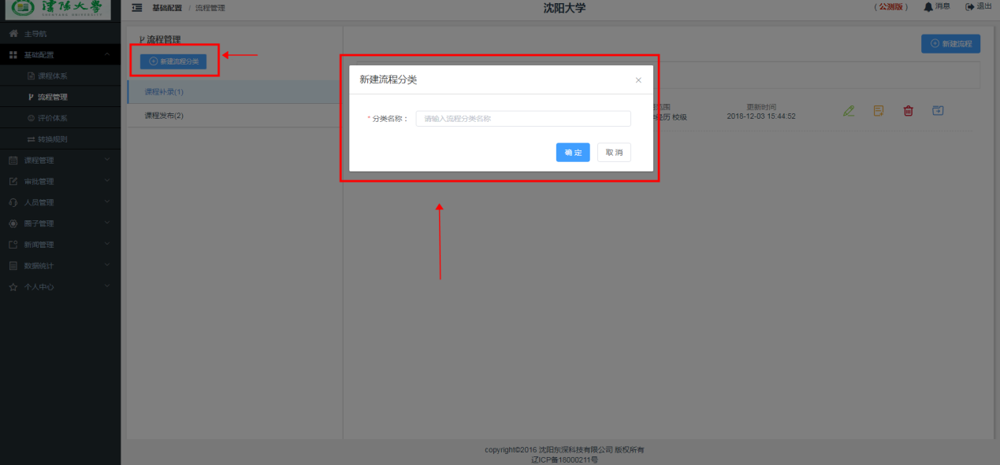 瀋陽大學
SHENYANG UNIVERSITY
基础配置 / 流程管理
沈阳大学
(公测版)
消息
退出
主导航
基础配置
课程体系
流程管理
评价体系
转换规则
课程管理
审批管理
人员管理
圈子管理
新闻管理
数据统计
个人中心
流程管理
新建流程分类
课程补录(1)
课程发布(2)
新建流程
新建流程分类
* 分类名称：
请输入流程分类名称
确 定
取 消
范围
经历 校级
更新时间
2018-12-03 15:44:52
copyright©2016 沈阳东深科技有限公司 版权所有
辽ICP备18000211号